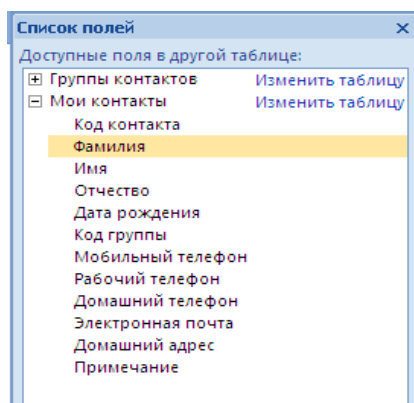 Список полей
Доступные поля в другой таблице:
Группы контактов Изменить таблицу
Мои контакты Изменить таблицу
Код контакта
Фамилия
Имя
Отчество
Дата рождения
Код группы
Мобильный телефон
Рабочий телефон
Домашний телефон
Электронная почта
Домашний адрес
Примечание